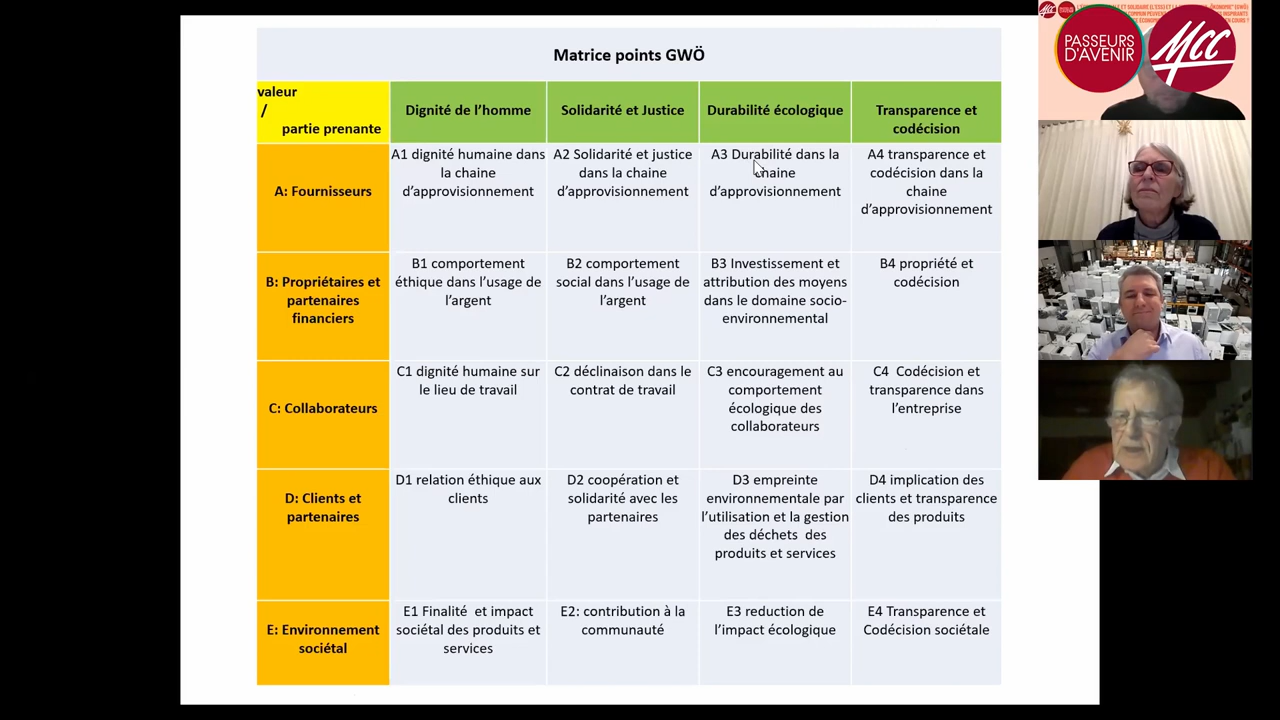 Matrice points GWÖ
valeur
/
partie prenante
Dignité de l’homme
Solidarité et Justice
Durabilité écologique
Transparence et
codécision
A: Fournisseurs
A1 dignité humaine dans
la chaine
d’approvisionnement
A2 Solidarité et justice
dans la chaine
d’approvisionnement
A3 Durabilité dans la
chaine
d’approvisionnement
A4 transparence et
codécision dans la
chaine
d’approvisionnement
B: Propriétaires et
partenaires
financiers
B1 comportement
éthique dans l’usage de
l’argent
B2 comportement
social dans l’usage de
l’argent
B3 Investissement et
attribution des moyens
dans le domaine socio-
environnemental
B4 propriété et
codécision
C: Collaborateurs
C1 dignité humaine sur
le lieu de travail
C2 déclinaison dans le
contrat de travail
C3 encouragement au
comportement
écologique des
collaborateurs
C4  Codécision et
transparence dans
l’entreprise
D: Clients et
partenaires
D1 relation éthique aux
clients
D2 coopération et
solidarité avec les
partenaires
D3 empreinte
environnementale par
l’utilisation et la gestion
des déchets  des
produits et services
D4 implication des
clients et transparence
des produits
E: Environnement
sociétal
E1 Finalité  et impact
sociétal des produits et
services
E2: contribution à la
communauté
E3 reduction de
l’impact écologique
E4 Transparence et
Codécision sociétale
PASSEURS
D'AVENIR
MCC